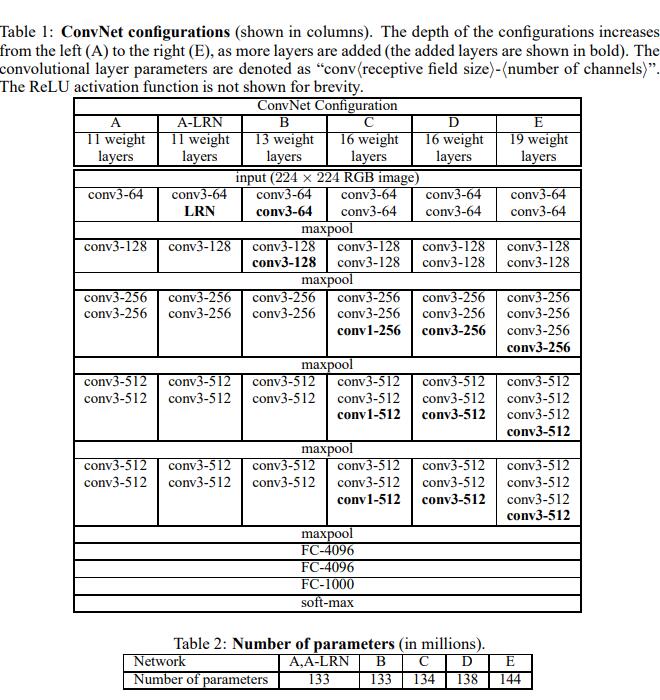 Table 1: ConvNet configurations (shown in columns). The depth of the configurations increases
from the left (A) to the right (E), as more layers are added (the added layers are shown in bold). The
convolutional layer parameters are denoted as “conv⟨receptive field size⟩-⟨number of channels⟩”.
The ReLU activation function is not shown for brevity.
ConvNet Configuration
A A-LRN B C D E
11 weight 11 weight 13 weight 16 weight 16 weight 19 weight
layers layers layers layers layers layers
input (224 × 224 RGB image)
conv3-64 conv3-64 conv3-64 conv3-64 conv3-64 conv3-64
LRN conv3-64 conv3-64 conv3-64 conv3-64
maxpool
conv3-128 conv3-128 conv3-128 conv3-128 conv3-128 conv3-128
conv3-128 conv3-128 conv3-128 conv3-128
maxpool
conv3-256 conv3-256 conv3-256 conv3-256 conv3-256 conv3-256
conv3-256 conv3-256 conv3-256 conv3-256 conv3-256 conv3-256
conv1-256 conv3-256 conv3-256
conv3-256
maxpool
conv3-512 conv3-512 conv3-512 conv3-512 conv3-512 conv3-512
conv3-512 conv3-512 conv3-512 conv3-512 conv3-512 conv3-512
conv1-512 conv3-512 conv3-512
conv3-512
maxpool
conv3-512 conv3-512 conv3-512 conv3-512 conv3-512 conv3-512
conv3-512 conv3-512 conv3-512 conv3-512 conv3-512 conv3-512
conv1-512 conv3-512 conv3-512
conv3-512
maxpool
FC-4096
FC-4096
FC-1000
soft-max
Table 2: Number of parameters (in millions).
Network A,A-LRN B C D E
Number of parameters 133 133 134 138 144